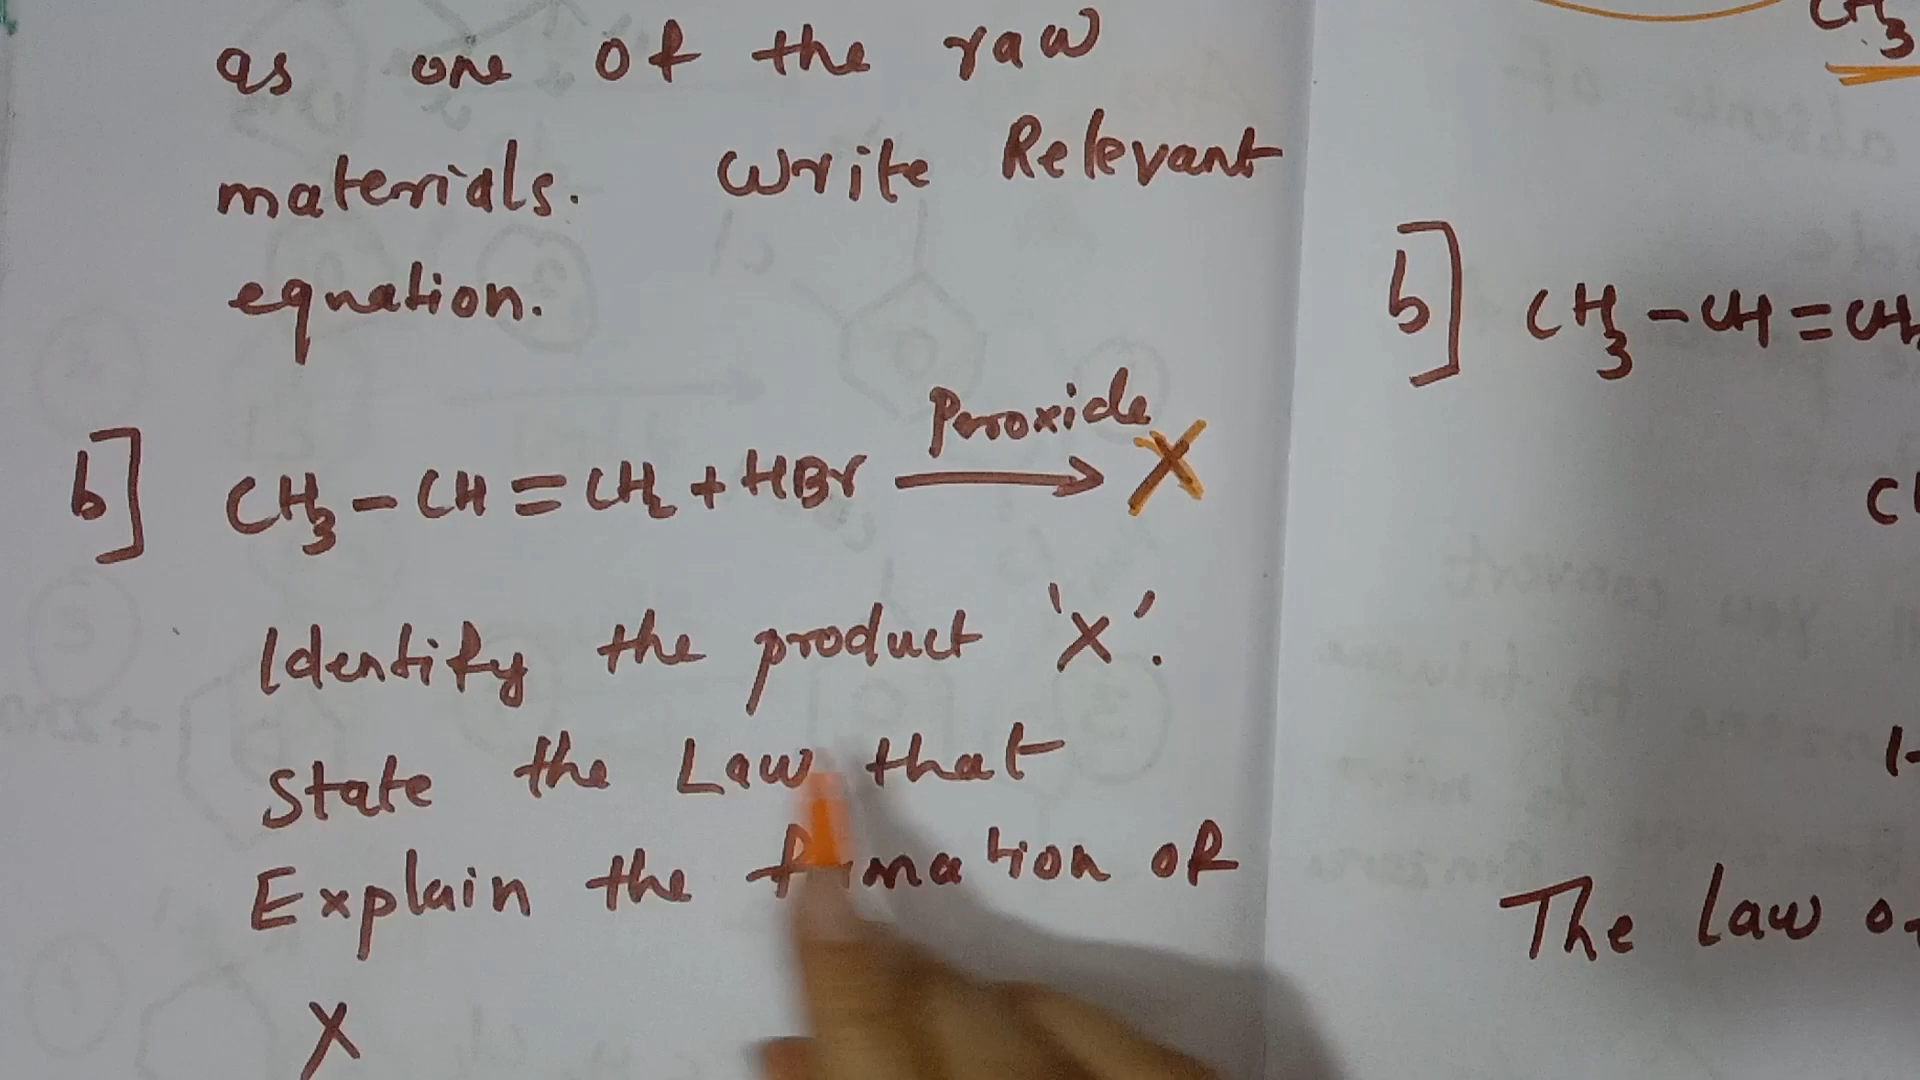 as one of the raw
materials. Write Relevant
equation.
b] CH3 - CH = CH2 + HBr Peroxide X
Identify the product 'X'.
State the Law that
Explain the of
X
CH3
b] CH3 - CH = CH
The law